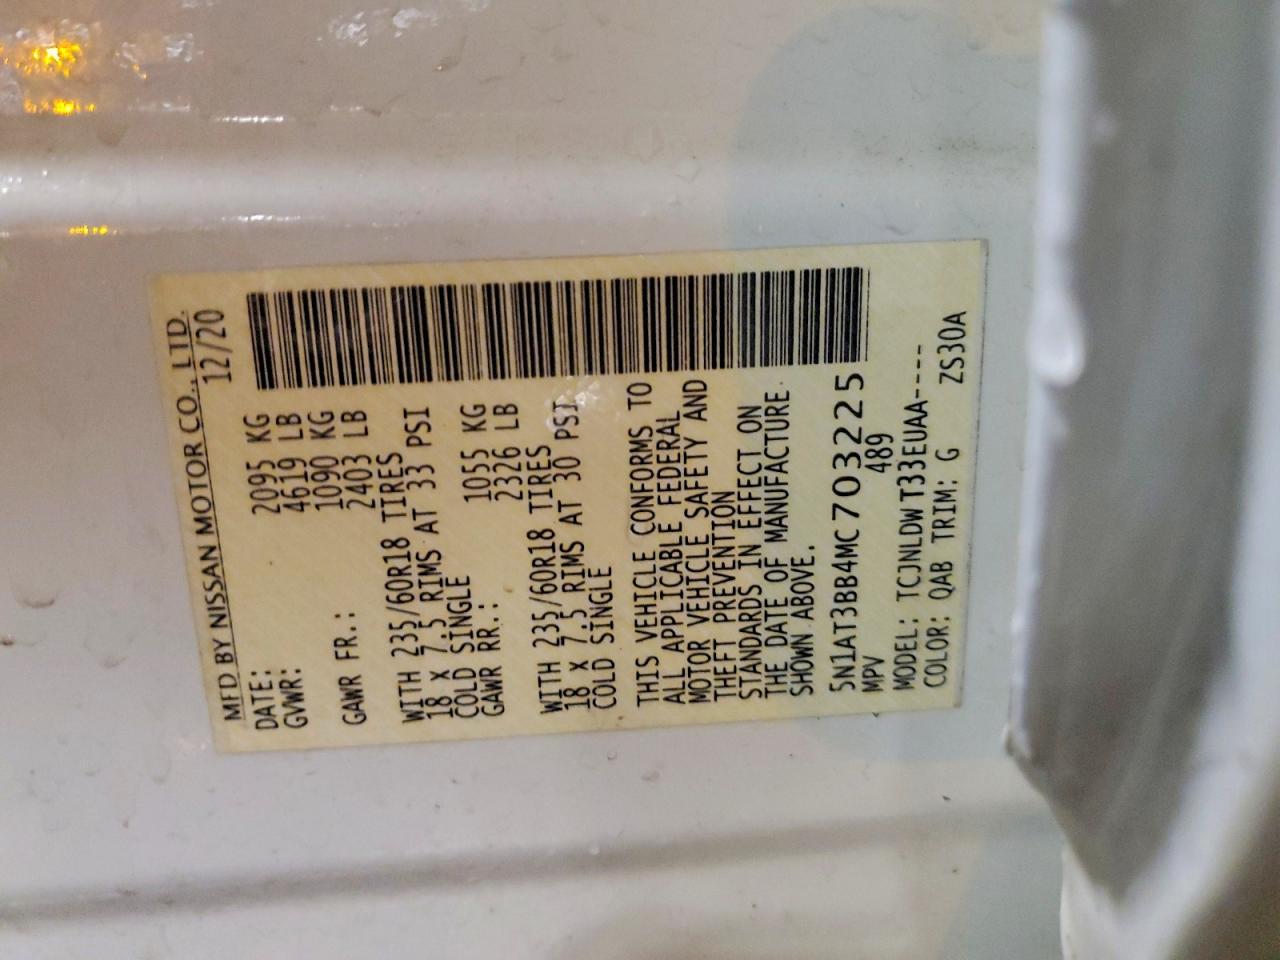 MFD BY NISSAN MOTOR CO., LTD.
DATE: 12/20
GVWR: 2095 KG
4619 LB
GAWR FR.: 1090 KG
2403 LB
WITH 235/60R18 TIRES
18 X 7.5 RIMS AT 33 PSI
COLD SINGLE
GAWR RR.: 1055 KG
2326 LB
WITH 235/60R18 TIRES
18 X 7.5 RIMS AT 30 PSI
COLD SINGLE
THIS VEHICLE CONFORMS TO
ALL APPLICABLE FEDERAL
MOTOR VEHICLE SAFETY AND
THEFT PREVENTION
STANDARDS IN EFFECT ON
THE DATE OF MANUFACTURE
SHOWN ABOVE.
5N1AT3BB4MC703225
MPV 489
MODEL: TCJNLDWT33EUAA----
COLOR: QAB TRIM: G ZS30A